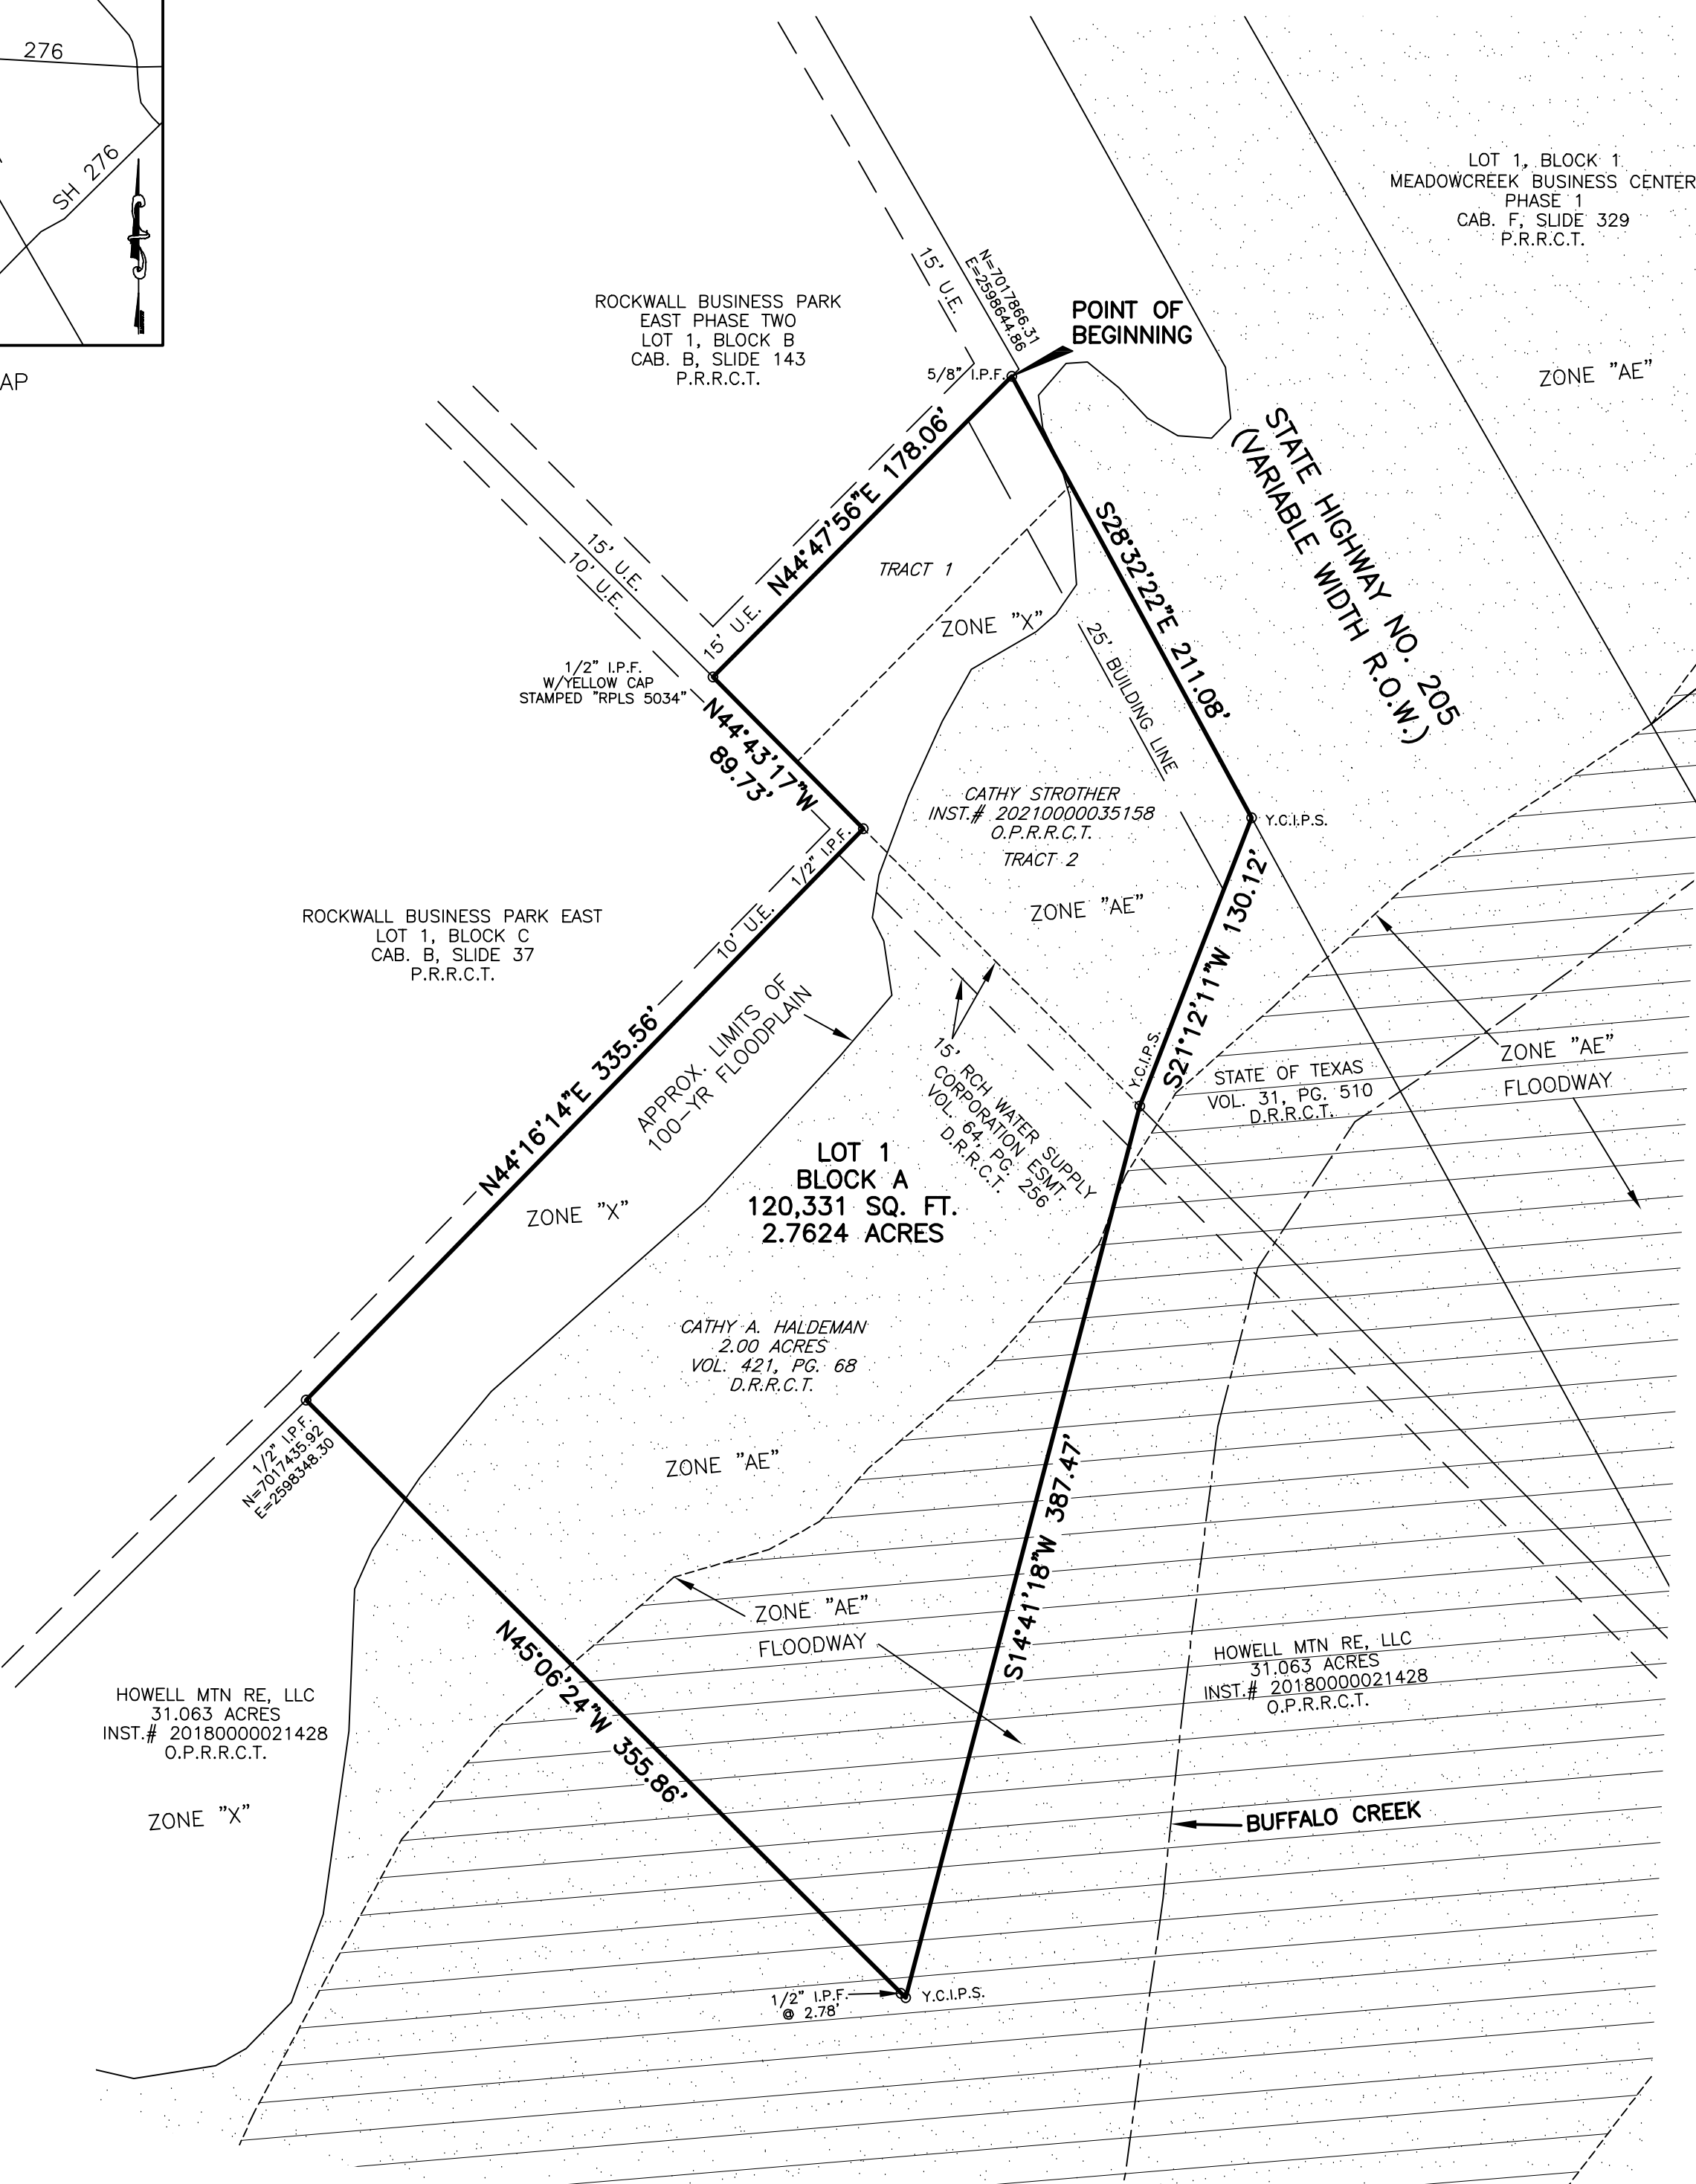 276
SH 276
AP
LOT 1, BLOCK 1
MEADOWCREEK BUSINESS CENTER
PHASE 1
CAB. F, SLIDE 329
P.R.R.C.T.
ZONE "AE"
15' U.E.
N=7017866.31
E=2598644.86
POINT OF
BEGINNING
ROCKWALL BUSINESS PARK
EAST PHASE TWO
LOT 1, BLOCK B
CAB. B, SLIDE 143
P.R.R.C.T.
5/8" I.P.F.
STATE HIGHWAY NO. 205
(VARIABLE WIDTH R.O.W.)
N44°47'56"E 178.06'
S28°32'22"E 211.08'
15' U.E.
10' U.E.
15' U.E.
TRACT 1
ZONE "X"
25' BUILDING LINE
1/2" I.P.F.
W/YELLOW CAP
STAMPED "RPLS 5034"
N44°43'17"W
89.73'
CATHY STROTHER
INST.# 20210000035158
O.P.R.R.C.T.
TRACT 2
ZONE "AE"
Y.C.I.P.S.
1/2" I.P.F.
10' U.E.
S21°12'11"W 130.12'
ROCKWALL BUSINESS PARK EAST
LOT 1, BLOCK C
CAB. B, SLIDE 37
P.R.R.C.T.
APPROX. LIMITS OF
100-YR FLOODPLAIN
N44°16'14"E 335.56'
15' RCH WATER SUPPLY
CORPORATION ESMT.
VOL. 64, PG. 256
D.R.R.C.T.
Y.C.I.P.S.
STATE OF TEXAS
VOL. 31, PG. 510
D.R.R.C.T.
ZONE "AE"
FLOODWAY
LOT 1
BLOCK A
120,331 SQ. FT.
2.7624 ACRES
ZONE "X"
CATHY A. HALDEMAN
2.00 ACRES
VOL. 421, PG. 68
D.R.R.C.T.
ZONE "AE"
1/2" I.P.F.
N=7017435.92
E=2598348.30
S14°41'18"W 387.47'
ZONE "AE"
FLOODWAY
N45°06'24"W 355.86'
HOWELL MTN RE, LLC
31.063 ACRES
INST.# 20180000021428
O.P.R.R.C.T.
HOWELL MTN RE, LLC
31.063 ACRES
INST.# 20180000021428
O.P.R.R.C.T.
ZONE "X"
BUFFALO CREEK
1/2" I.P.F.
@ 2.78'
Y.C.I.P.S.